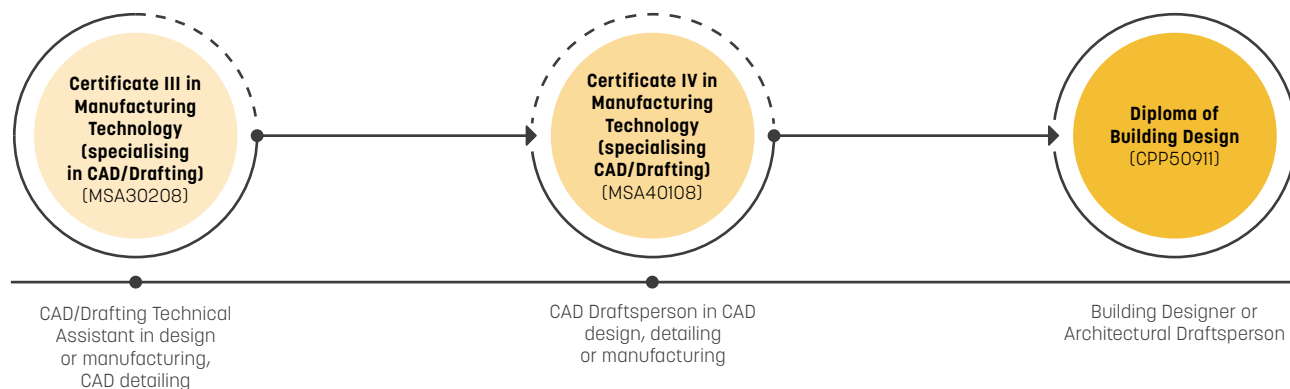 Certificate III in
Manufacturing
Technology
(specialising
in CAD/Drafting)
(MSA30208)
Certificate IV in
Manufacturing
Technology
(specialising
CAD/Drafting)
(MSA40108)
Diploma of
Building Design
(CPP50911)
CAD/Drafting Technical
Assistant in design
or manufacturing,
CAD detailing
CAD Draftsperson in CAD
design, detailing
or manufacturing
Building Designer or
Architectural Draftsperson